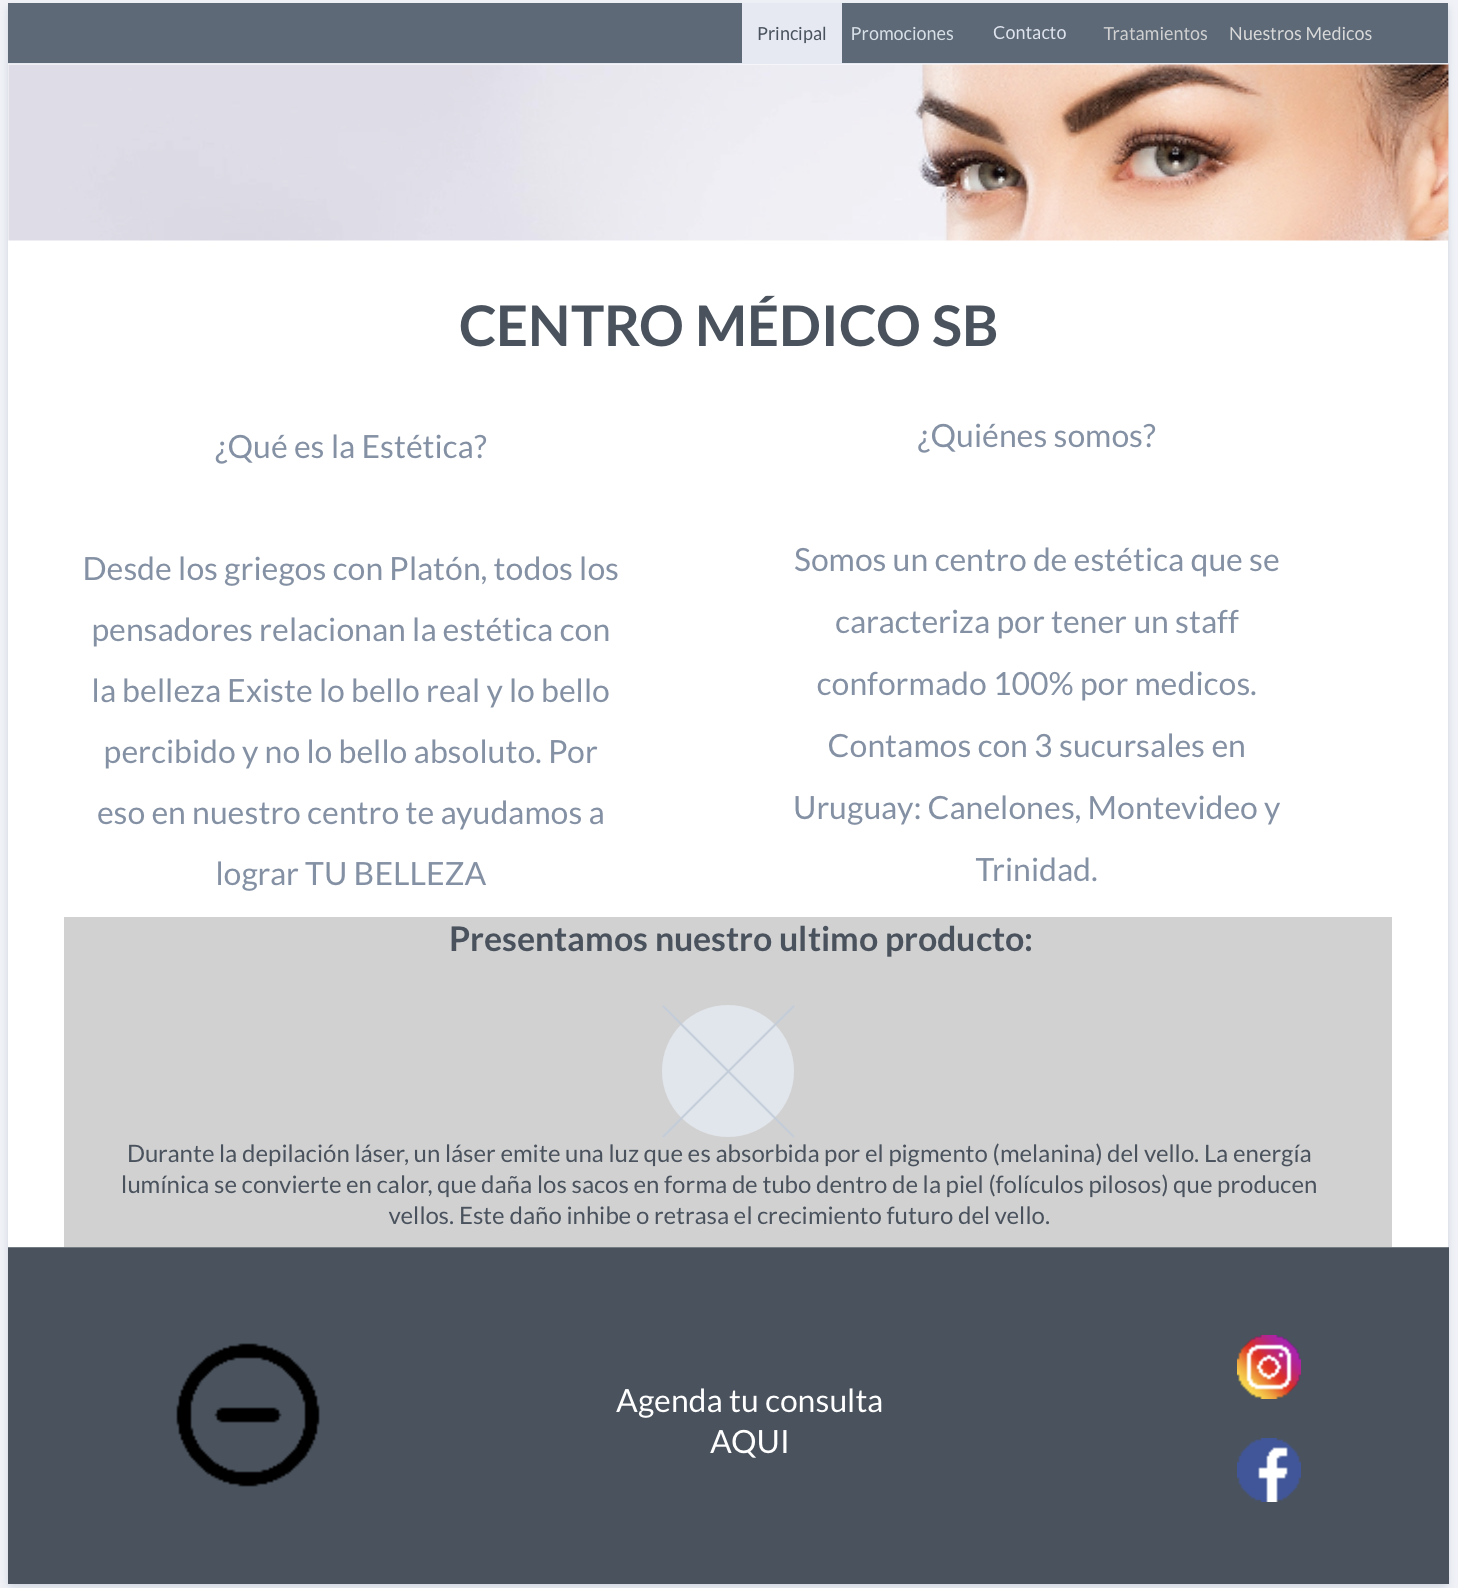 Principal Promociones Contacto Tratamientos Nuestros Medicos
CENTRO MÉDICO SB
¿Qué es la Estética?
Desde los griegos con Platón, todos los
pensadores relacionan la estética con
la belleza Existe lo bello real y lo bello
percibido y no lo bello absoluto. Por
eso en nuestro centro te ayudamos a
lograr TU BELLEZA
¿Quiénes somos?
Somos un centro de estética que se
caracteriza por tener un staff
conformado 100% por medicos.
Contamos con 3 sucursales en
Uruguay: Canelones, Montevideo y
Trinidad.
Presentamos nuestro ultimo producto:
Durante la depilación láser, un láser emite una luz que es absorbida por el pigmento (melanina) del vello. La energía
lumínica se convierte en calor, que daña los sacos en forma de tubo dentro de la piel (folículos pilosos) que producen
vellos. Este daño inhibe o retrasa el crecimiento futuro del vello.
Agenda tu consulta
AQUI